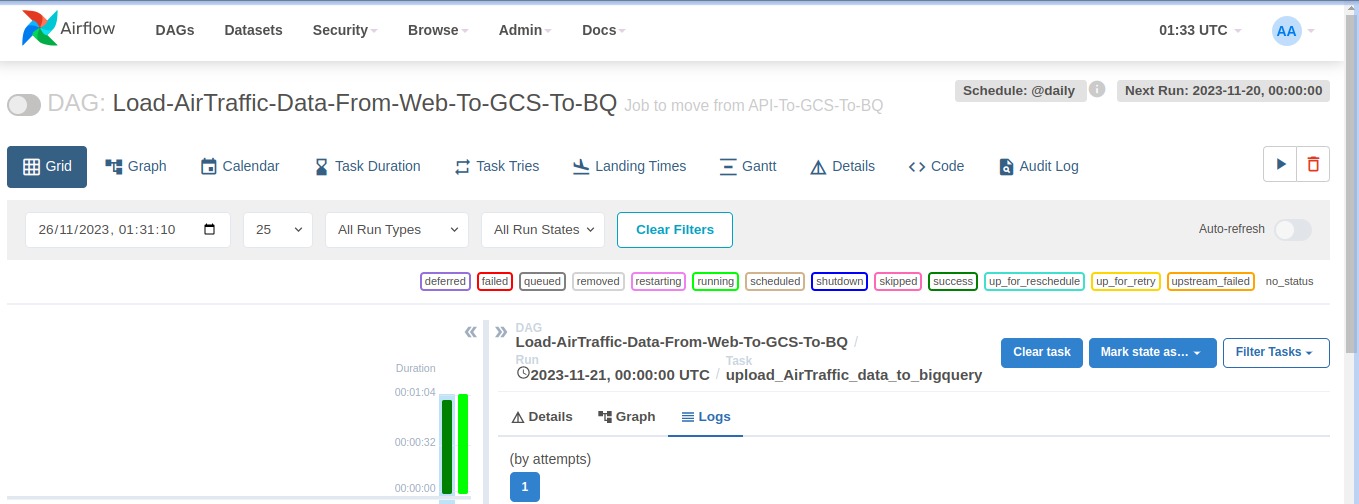 Airflow DAGs Datasets Security Browse Admin Docs 01:33 UTC AA
DAG: Load-AirTraffic-Data-From-Web-To-GCS-To-BQ Job to move from API-To-GCS-To-BQ Schedule: @daily i Next Run: 2023-11-20, 00:00:00
Grid Graph Calendar Task Duration Task Tries Landing Times Gantt Details Code Audit Log
26/11/2023, 01:31:10 25 All Run Types All Run States Clear Filters Auto-refresh
deferred failed queued removed restarting running scheduled shutdown skipped success up_for_reschedule up_for_retry upstream_failed no_status
« » DAG
Load-AirTraffic-Data-From-Web-To-GCS-To-BQ /
Run Task
2023-11-21, 00:00:00 UTC / upload_AirTraffic_data_to_bigquery
Clear task Mark state as... Filter Tasks
Duration
00:01:04
00:00:32
00:00:00
Details Graph Logs
(by attempts)
1